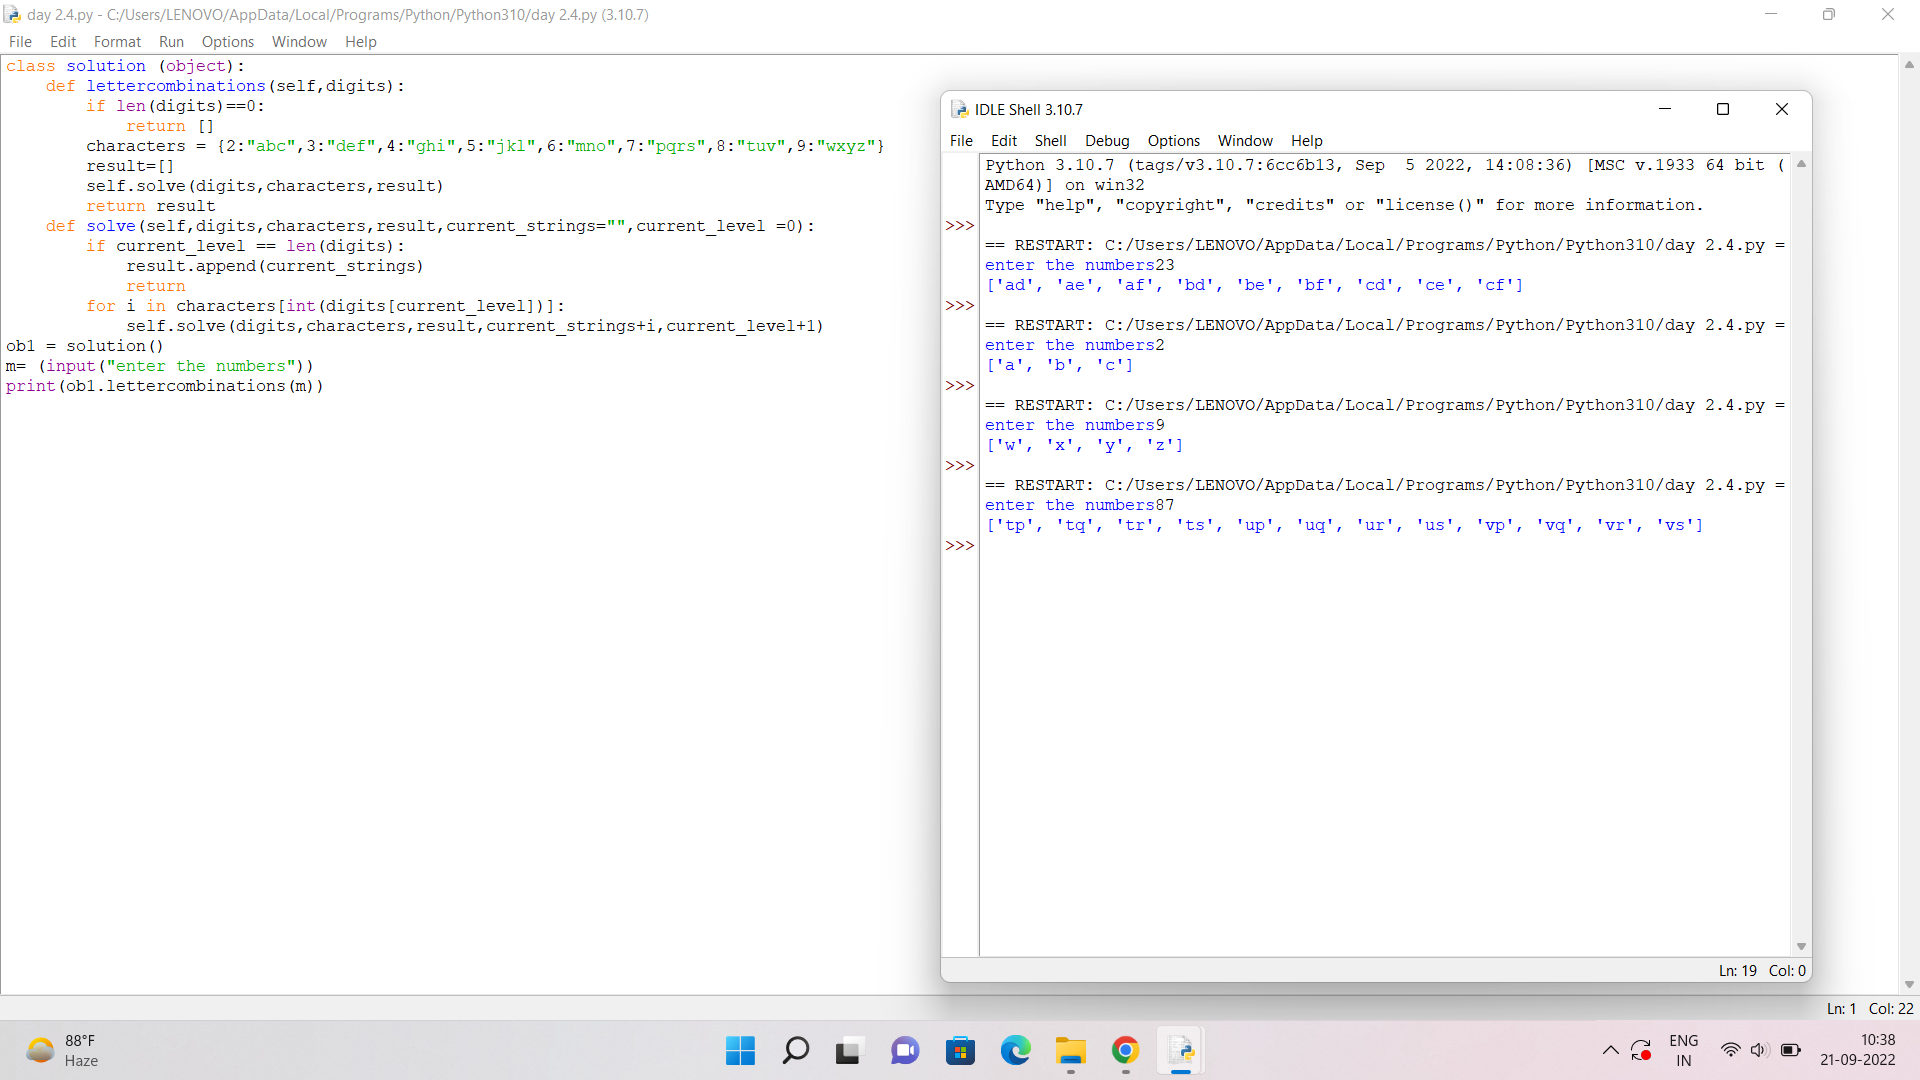 day 2.4.py - C:/Users/LENOVO/AppData/Local/Programs/Python/Python310/day 2.4.py (3.10.7)
File Edit Format Run Options Window Help
class solution (object):
    def lettercombinations(self,digits):
        if len(digits)==0:
            return []
        characters = {2:"abc",3:"def",4:"ghi",5:"jkl",6:"mno",7:"pqrs",8:"tuv",9:"wxyz"}
        result=[]
        self.solve(digits,characters,result)
        return result
    def solve(self,digits,characters,result,current_strings="",current_level =0):
        if current_level == len(digits):
            result.append(current_strings)
            return
        for i in characters[int(digits[current_level])]:
            self.solve(digits,characters,result,current_strings+i,current_level+1)
ob1 = solution()
m= (input("enter the numbers"))
print(ob1.lettercombinations(m))
IDLE Shell 3.10.7
File Edit Shell Debug Options Window Help
Python 3.10.7 (tags/v3.10.7:6cc6b13, Sep  5 2022, 14:08:36) [MSC v.1933 64 bit (
AMD64)] on win32
Type "help", "copyright", "credits" or "license()" for more information.
>>>
== RESTART: C:/Users/LENOVO/AppData/Local/Programs/Python/Python310/day 2.4.py =
enter the numbers23
['ad', 'ae', 'af', 'bd', 'be', 'bf', 'cd', 'ce', 'cf']
>>>
== RESTART: C:/Users/LENOVO/AppData/Local/Programs/Python/Python310/day 2.4.py =
enter the numbers2
['a', 'b', 'c']
>>>
== RESTART: C:/Users/LENOVO/AppData/Local/Programs/Python/Python310/day 2.4.py =
enter the numbers9
['w', 'x', 'y', 'z']
>>>
== RESTART: C:/Users/LENOVO/AppData/Local/Programs/Python/Python310/day 2.4.py =
enter the numbers87
['tp', 'tq', 'tr', 'ts', 'up', 'uq', 'ur', 'us', 'vp', 'vq', 'vr', 'vs']
>>>
Ln: 19 Col: 0
Ln: 1 Col: 22
88°F
Haze
ENG
IN
10:38
21-09-2022